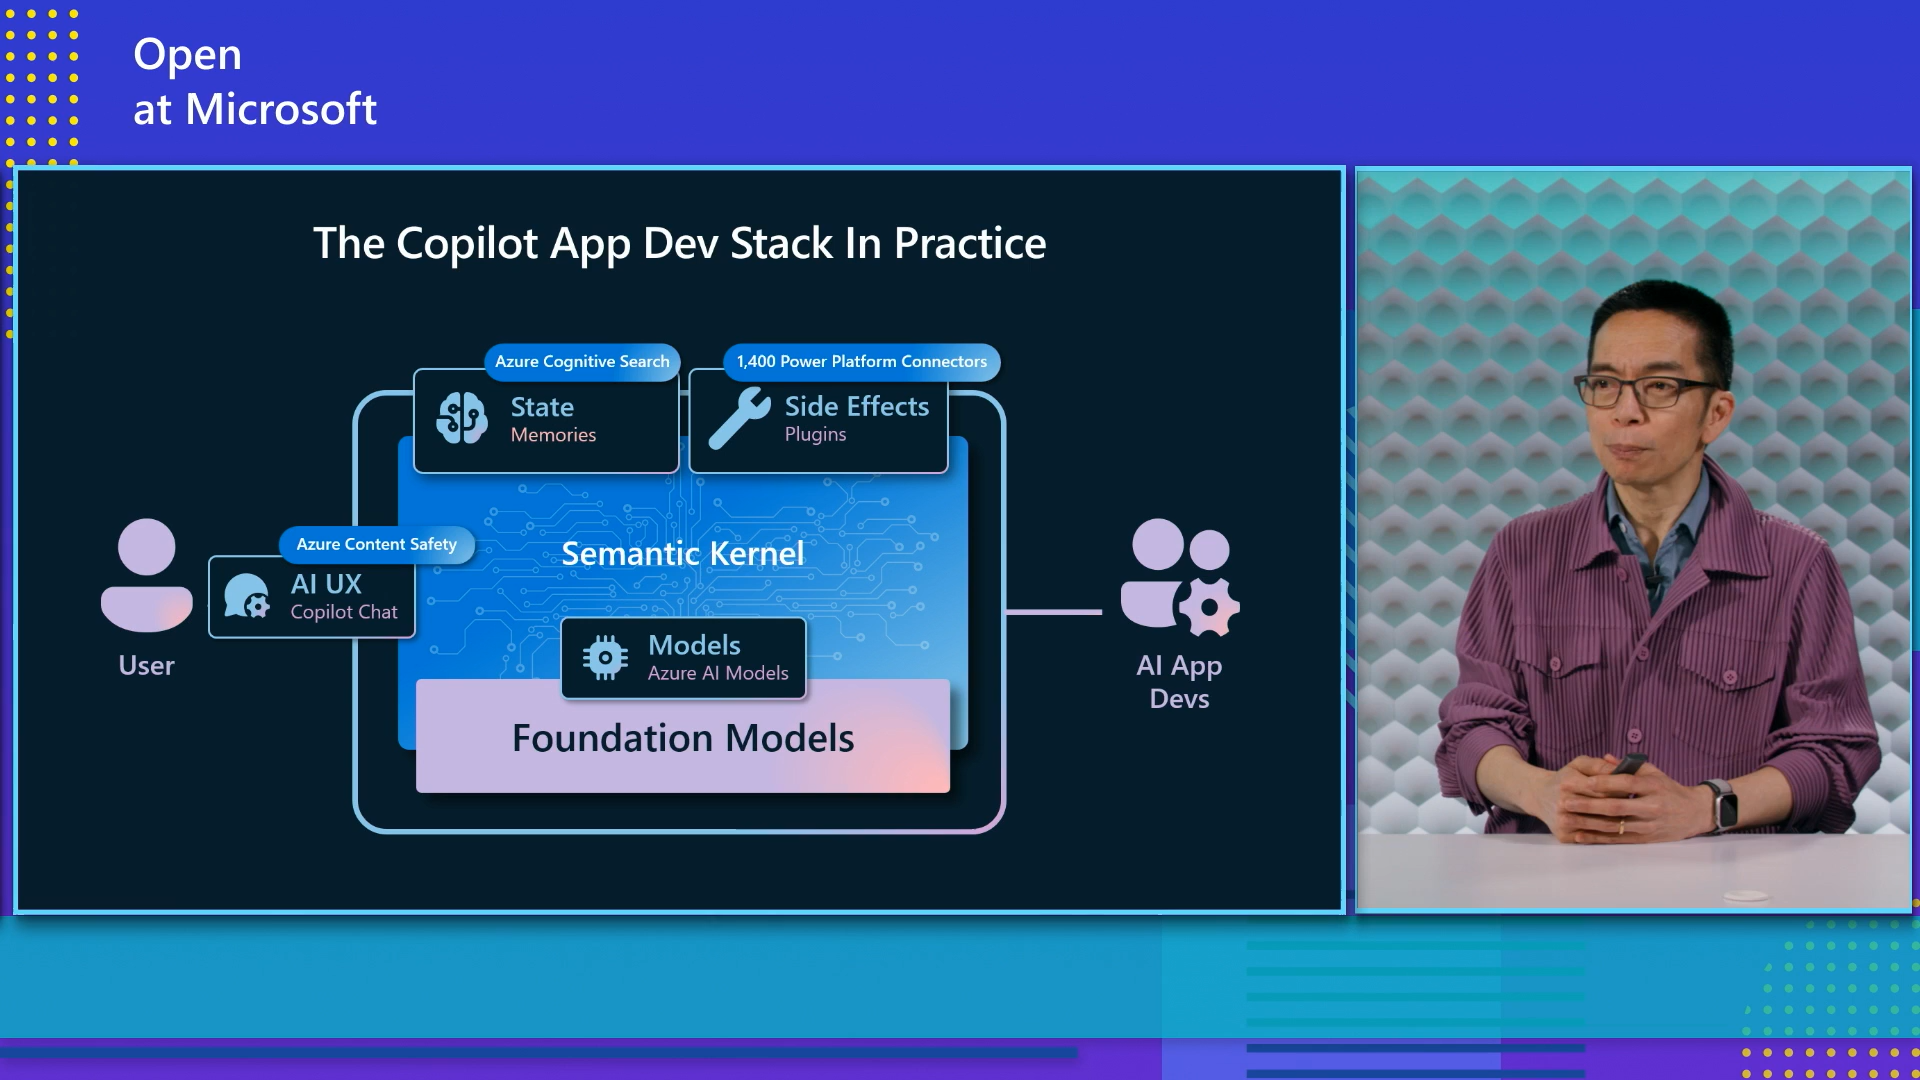 Open
at Microsoft
The Copilot App Dev Stack In Practice
Azure Cognitive Search
1,400 Power Platform Connectors
State
Memories
Side Effects
Plugins
Azure Content Safety
AI UX
Copilot Chat
Semantic Kernel
Models
Azure AI Models
Foundation Models
User
AI App
Devs